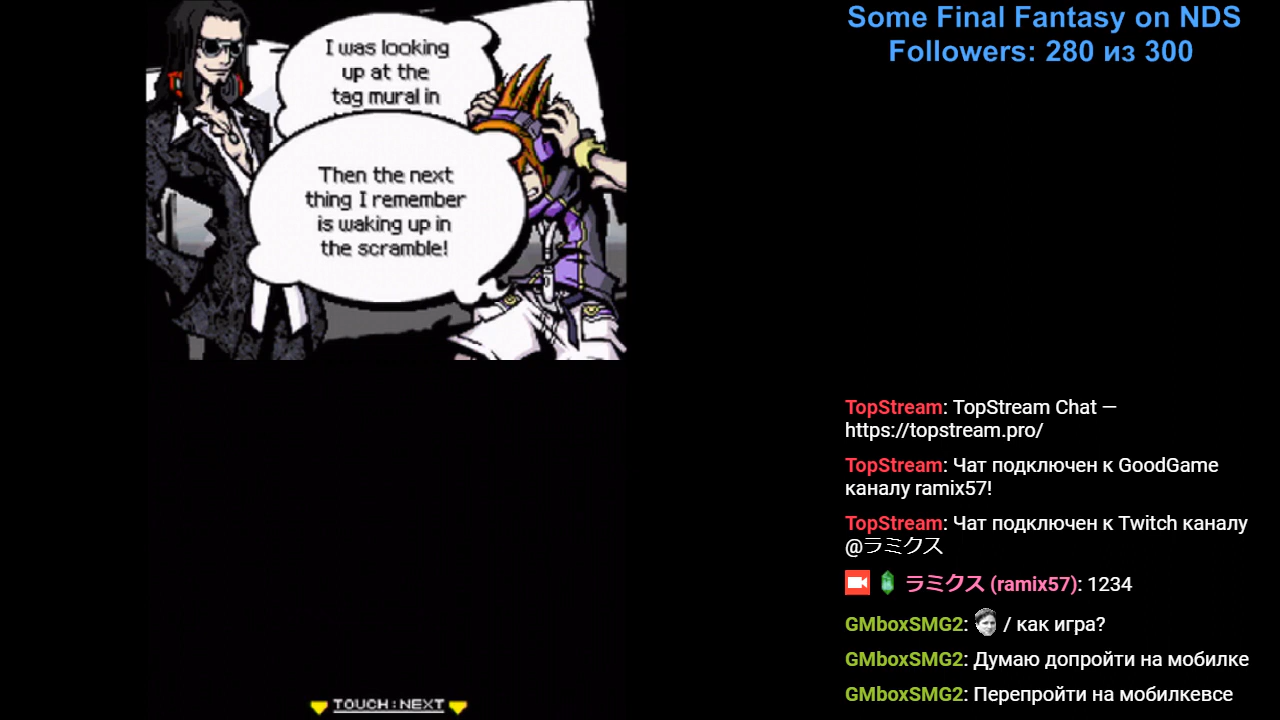 I was looking
up at the
tag mural in
Then the next
thing I remember
is waking up in
the scramble!
TOUCH:NEXT
Some Final Fantasy on NDS
Followers: 280 из 300
TopStream: TopStream Chat —
https://topstream.pro/
TopStream: Чат подключен к GoodGame
каналу ramix57!
TopStream: Чат подключен к Twitch каналу
@ラミクス
ラミクス (ramix57): 1234
GMboxSMG2: / как игра?
GMboxSMG2: Думаю допройти на мобилке
GMboxSMG2: Перепройти на мобилкевсе